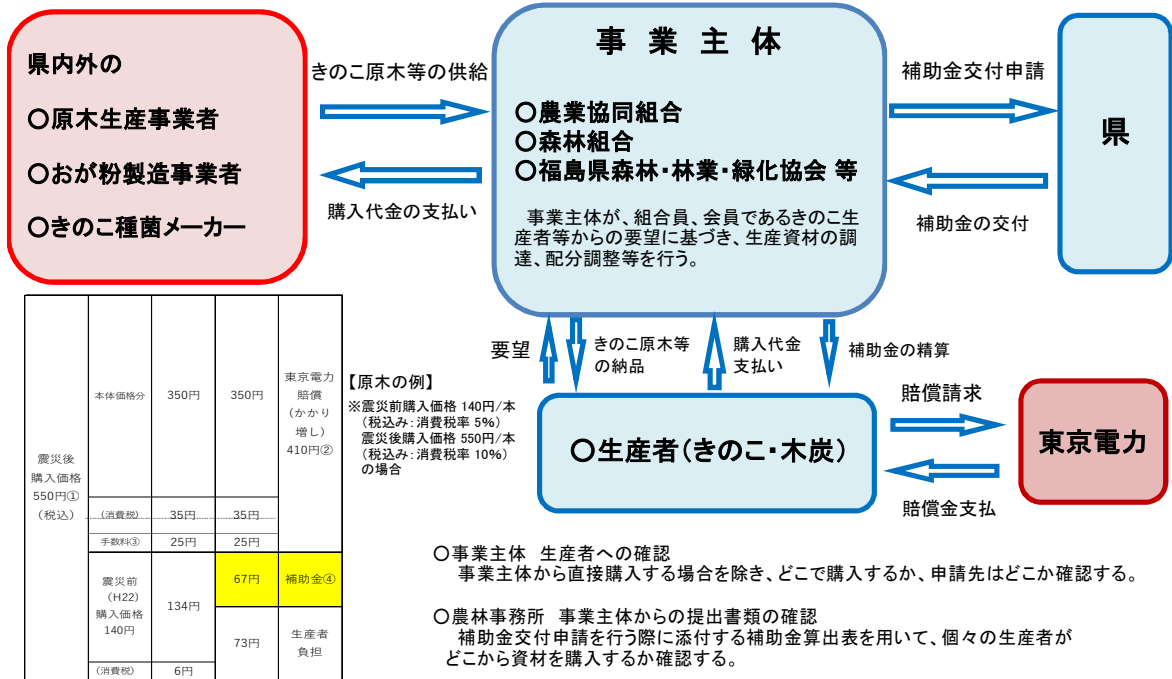 県内外の
〇原木生産事業者
〇おが粉製造事業者
〇きのこ種菌メーカー
きのこ原木等の供給
購入代金の支払い
事業主体
〇農業協同組合
〇森林組合
〇福島県森林・林業・緑化協会 等
事業主体が、組合員、会員であるきのこ生
産者等からの要望に基づき、生産資材の調
達、配分調整等を行う。
補助金交付申請
補助金の交付
県
要望
きのこ原木等
の納品
購入代金
支払い
補助金の精算
〇生産者(きのこ・木炭)
賠償請求
賠償金支払
東京電力
震災後
購入価格
550円①
(税込)
本体価格分
350円
350円
東京電力
賠償
(かかり
増し)
410円②
(消費税)
35円
35円
手数料③
25円
25円
震災前
(H22)
購入価格
140円
134円
67円
補助金④
73円
生産者
負担
(消費税)
6円
【原木の例】
※震災前購入価格 140円/本
(税込み:消費税率 5%)
震災後購入価格 550円/本
(税込み:消費税率 10%)
の場合
〇事業主体 生産者への確認
事業主体から直接購入する場合を除き、どこで購入するか、申請先はどこか確認する。
〇農林事務所 事業主体からの提出書類の確認
補助金交付申請を行う際に添付する補助金算出表を用いて、個々の生産者が
どこから資材を購入するか確認する。